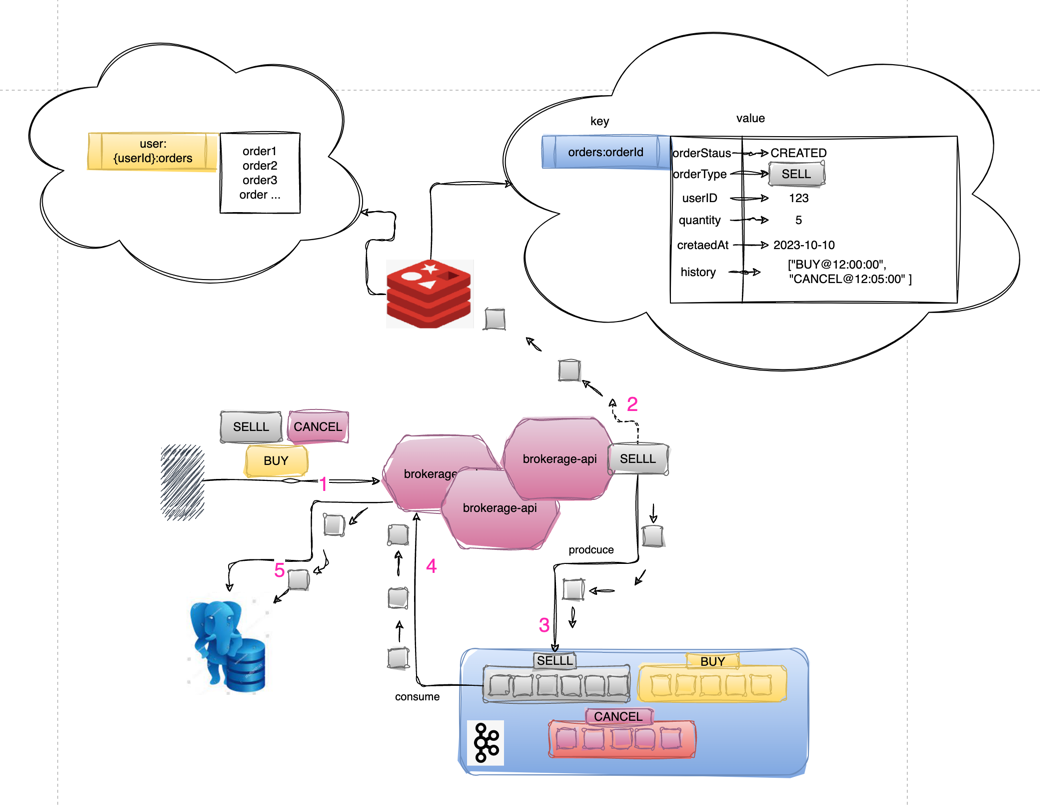 user:
{userId}:orders
order1
order2
order3
order ...
key
value
orders:orderId
orderStaus
CREATED
orderType
SELL
userID
123
quantity
5
cretaedAt
2023-10-10
history
["BUY@12:00:00",
"CANCEL@12:05:00" ]
2
SELLL
CANCEL
BUY
1
brokerage
brokerage-api
brokerage-api
SELLL
prodcuce
4
5
3
consume
SELLL
BUY
CANCEL